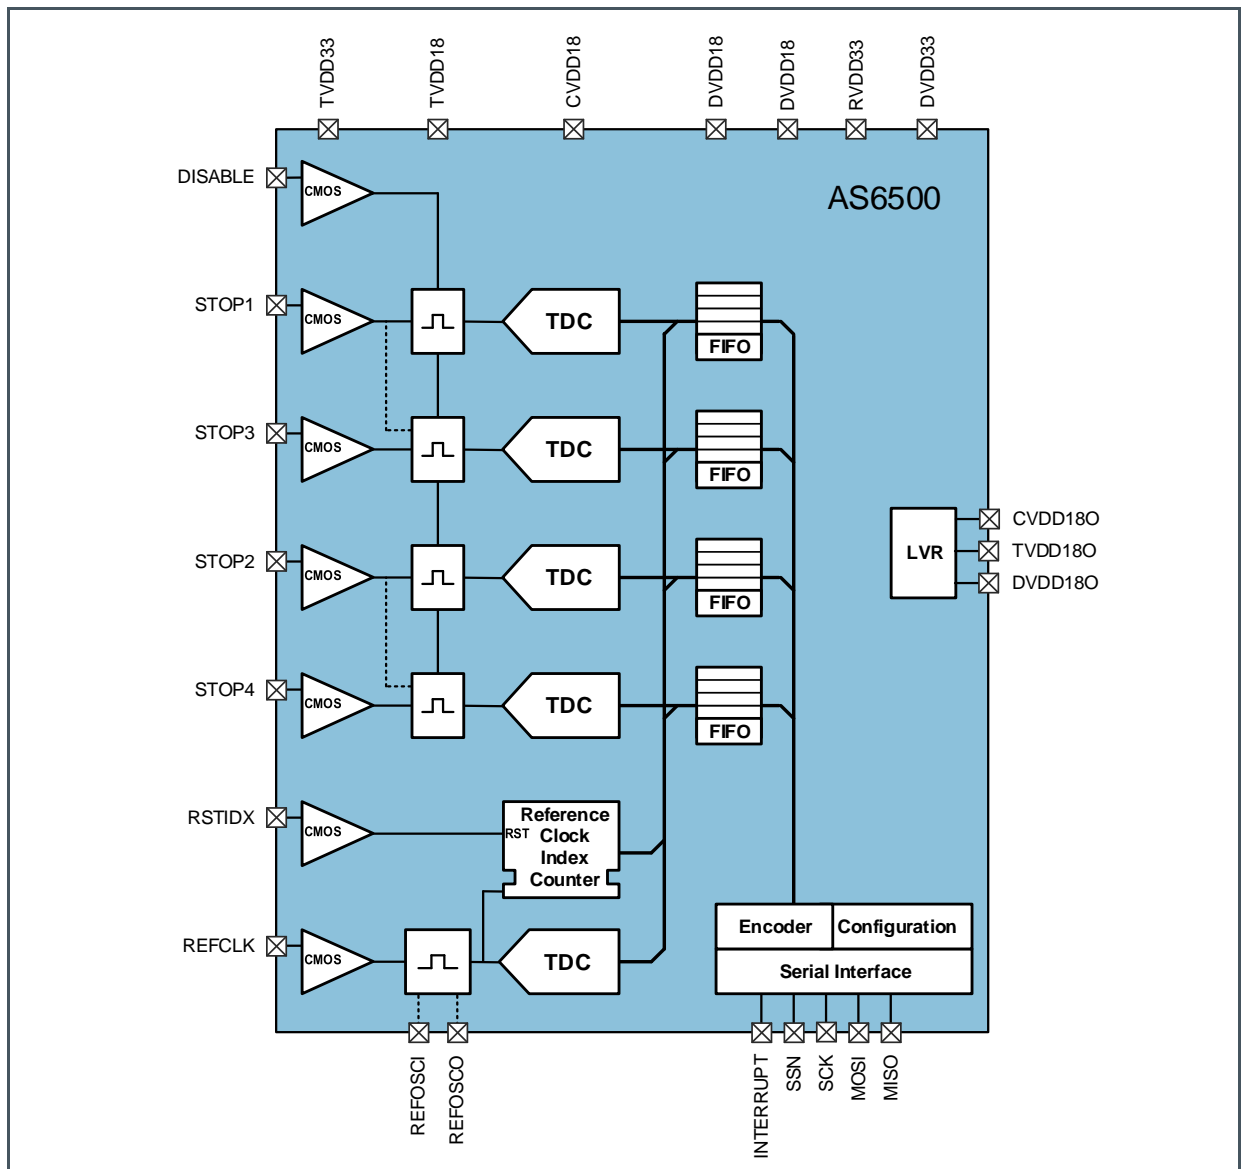 TVDD33
TVDD18
CVDD18
DVDD18
DVDD18
RVDD33
DVDD33
DISABLE
CMOS
AS6500
STOP1
CMOS
TDC
FIFO
STOP3
CMOS
TDC
FIFO
STOP2
CMOS
TDC
FIFO
LVR
CVDD18O
TVDD18O
DVDD18O
STOP4
CMOS
TDC
FIFO
RSTIDX
CMOS
RST
Reference
Clock
Index
Counter
REFCLK
CMOS
TDC
Encoder
Configuration
Serial Interface
REFOSCI
REFOSCO
INTERRUPT
SSN
SCK
MOSI
MISO